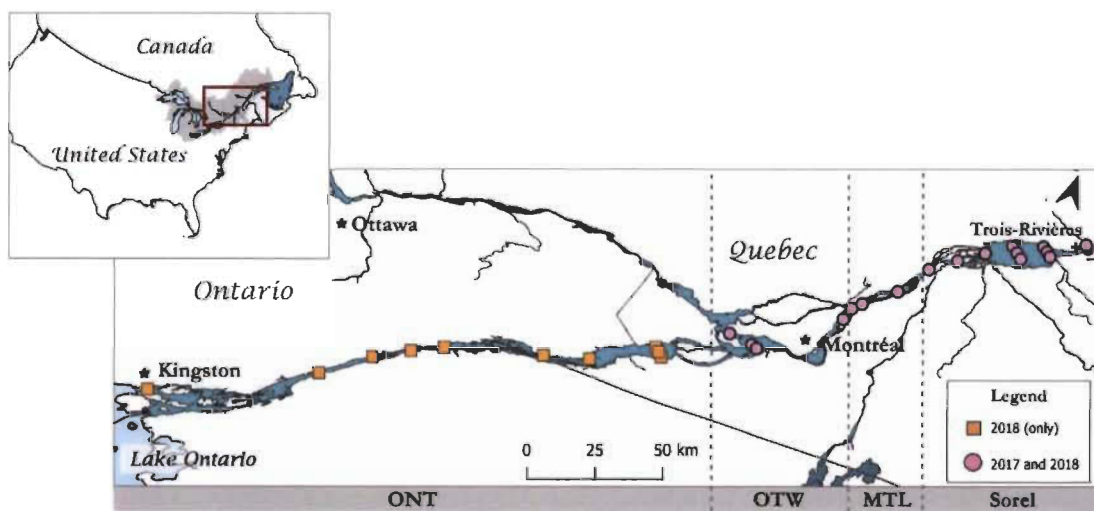 Canada
United States
Ottawa
Ontario
Quebec
Trois-Rivières
Kingston
Montréal
Lake Ontario
0 25 50 km
Legend
2018 (only)
2017 and 2018
ONT OTW MTL Sorel